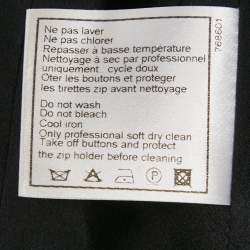 Ne pas laver
Ne pas chlorer
Repasser à basse température
Nettoyage à sec par professionnel
uniquement, cycle doux
Oter les boutons et proteger
les tirettes zip avant nettoyage
Do not wash
Do not bleach
Cool iron
Only professional soft dry clean
Take off buttons and protect
the zip holder before cleaning
P
768601